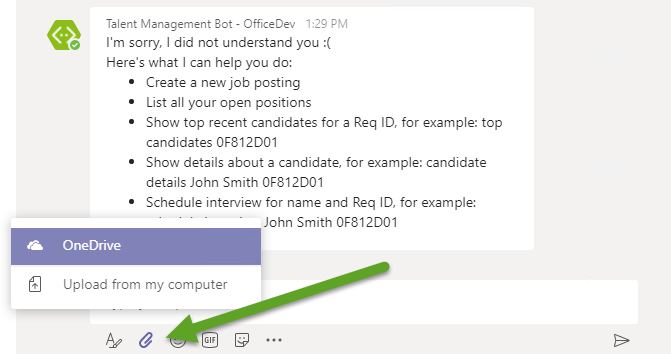 Talent Management Bot - OfficeDev 1:29 PM
I'm sorry, I did not understand you :(
Here's what I can help you do:
• Create a new job posting
• List all your open positions
• Show top recent candidates for a Req ID, for example: top
candidates 0F812D01
• Show details about a candidate, for example: candidate
details John Smith 0F812D01
• Schedule interview for name and Req ID, for example:
John Smith 0F812D01
OneDrive
Upload from my computer
GIF